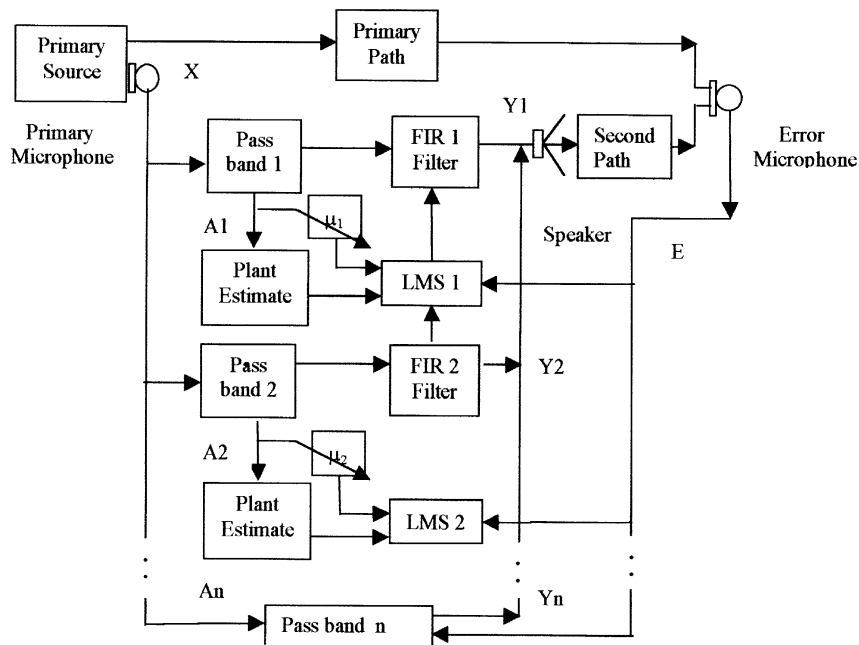 Primary
Source
Primary
Path
X
Primary
Microphone
Pass
band 1
FIR 1
Filter
Y1
Second
Path
Error
Microphone
A1
μ1
Speaker
E
Plant
Estimate
LMS 1
Pass
band 2
FIR 2
Filter
Y2
A2
μ2
Plant
Estimate
LMS 2
An
Yn
Pass band n